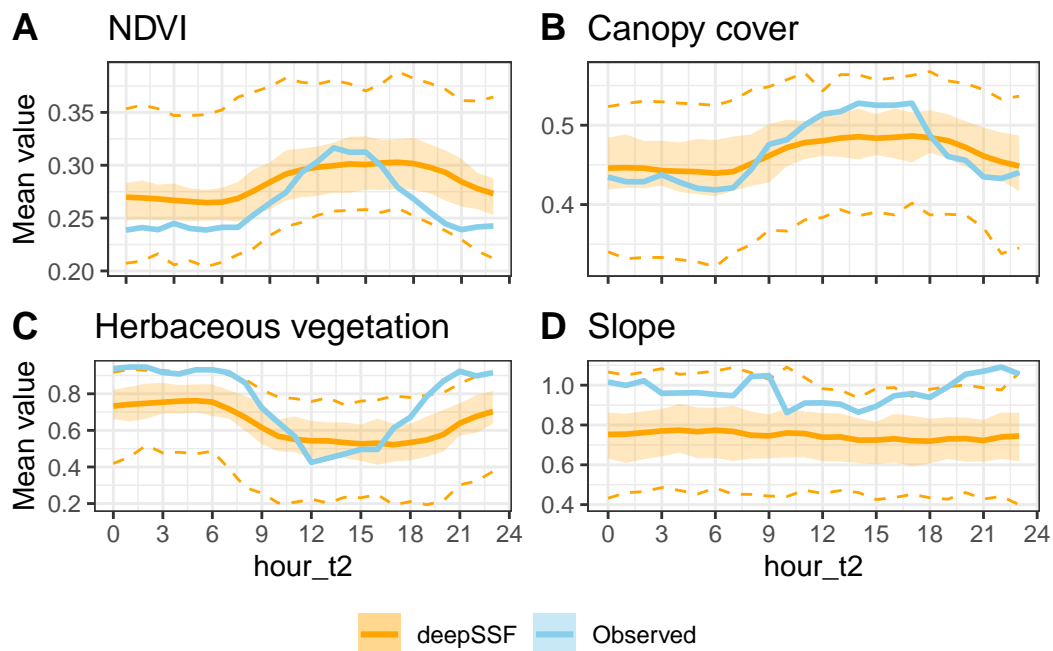 A NDVI
B Canopy cover
Mean value
0.35
0.30
0.25
0.20
0.5
0.4
C Herbaceous vegetation
D Slope
Mean value
0.8
0.6
0.4
0.2
1.0
0.8
0.6
0.4
0 3 6 9 12 15 18 21 24
0 3 6 9 12 15 18 21 24
hour_t2
hour_t2
deepSSF Observed